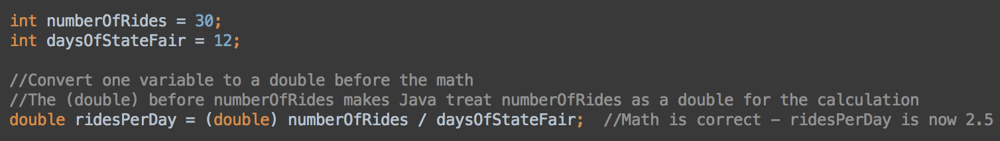 int numberOfRides = 30;
int daysOfStateFair = 12;
//Convert one variable to a double before the math
//The (double) before numberOfRides makes Java treat numberOfRides as a double for the calculation
double ridesPerDay = (double) numberOfRides / daysOfStateFair;  //Math is correct – ridesPerDay is now 2.5